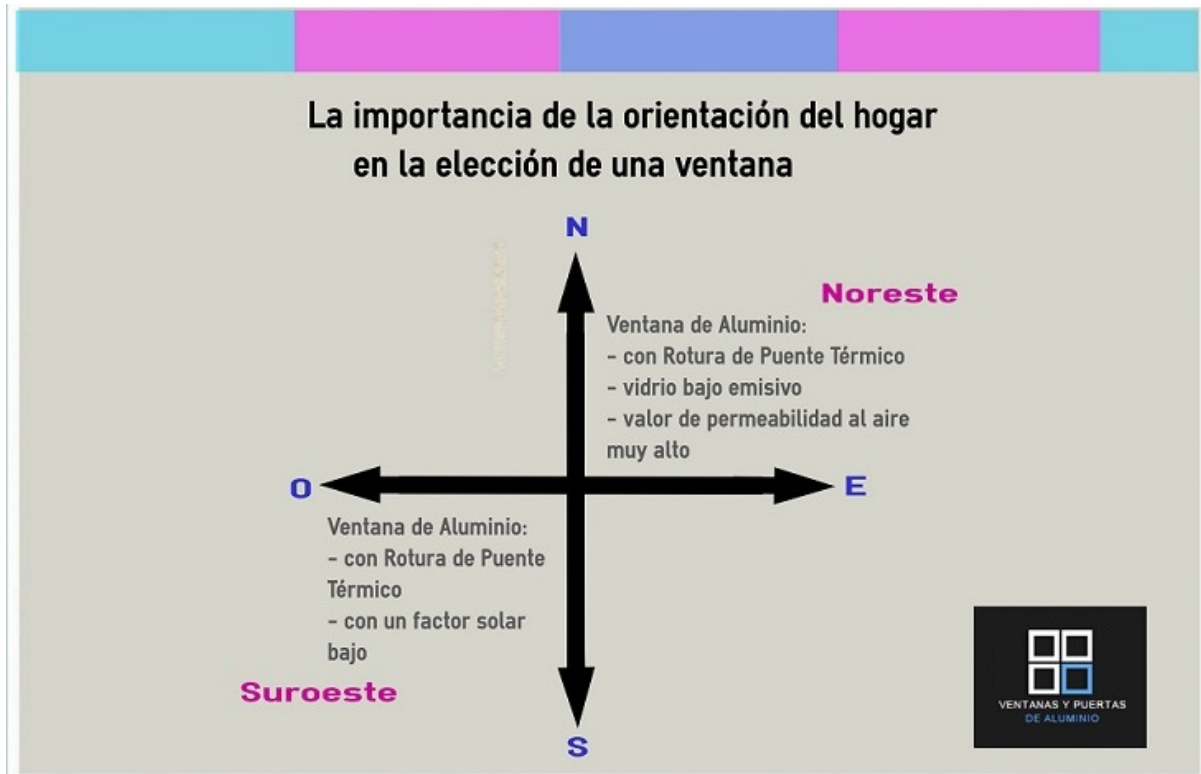 La importancia de la orientación del hogar
en la elección de una ventana
N
Noreste
Ventana de Aluminio:
- con Rotura de Puente Térmico
- vidrio bajo emisivo
- valor de permeabilidad al aire
muy alto
O
E
Ventana de Aluminio:
- con Rotura de Puente
Térmico
- con un factor solar
bajo
Suroeste
S
VENTANAS Y PUERTAS
DE ALUMINIO